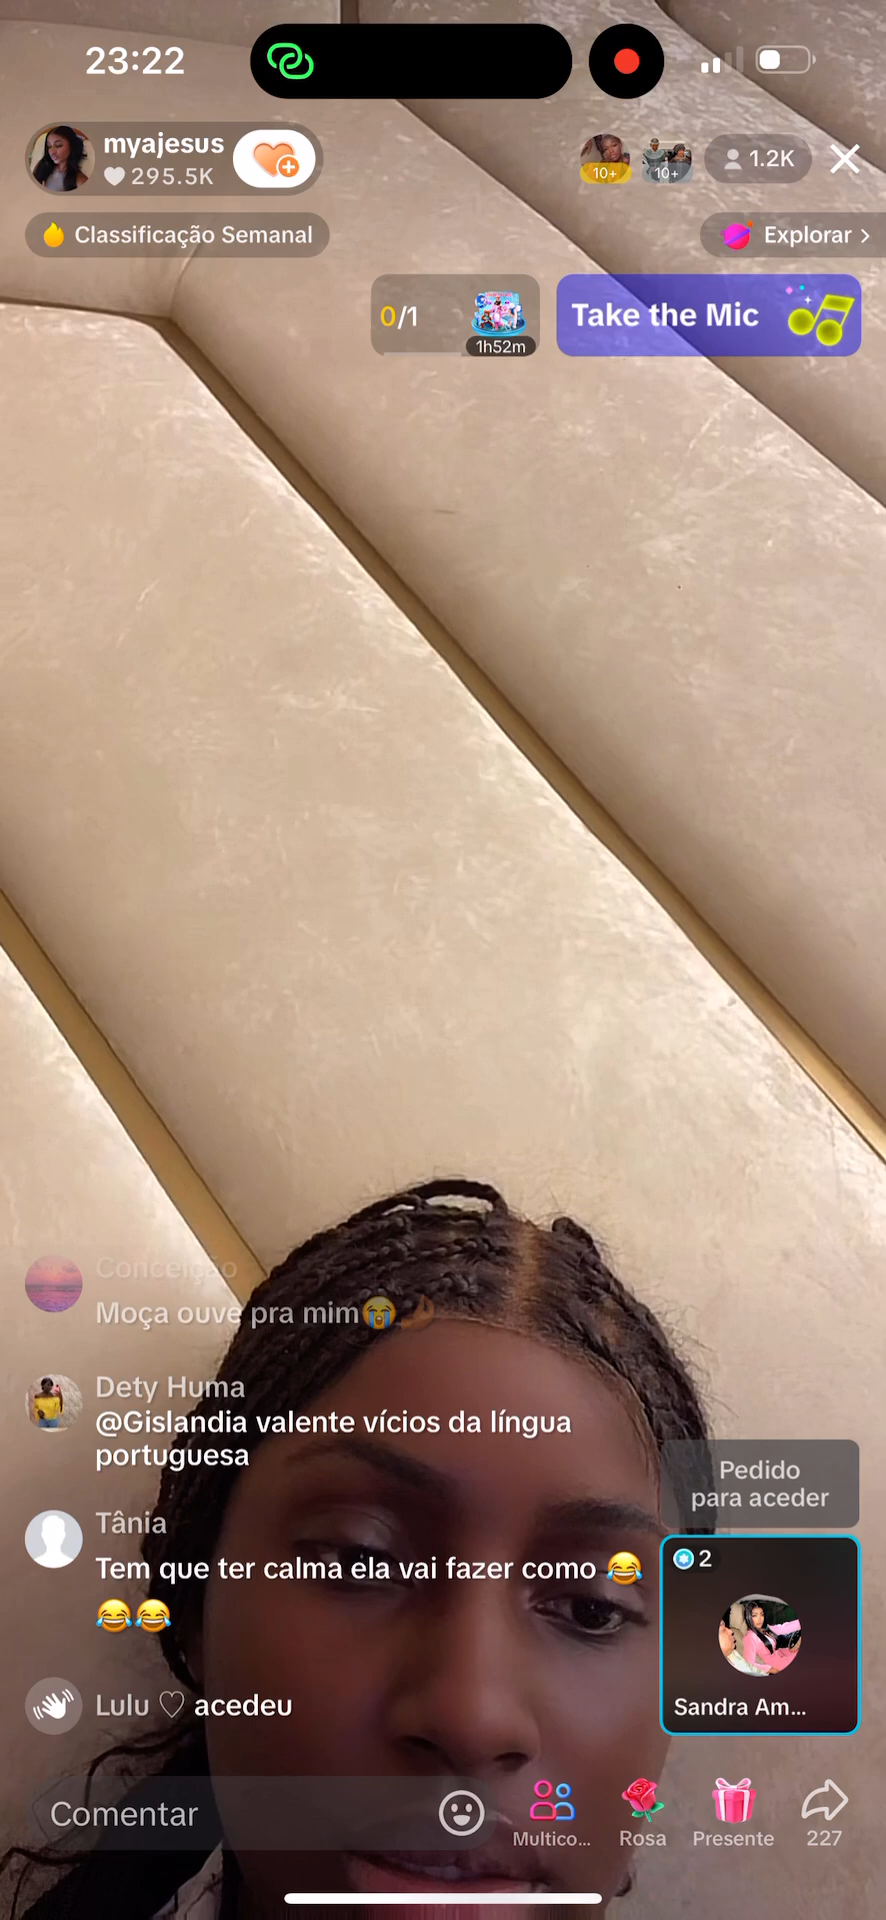 23:22
myajesus
295.5K
10+
10+
1.2K
Classificação Semanal
Explorar >
0/1
1h52m
Take the Mic
Conceição
Moça ouve pra mim😭🤌🏾
Dety Huma
@Gislandia valente vícios da língua
portuguesa
Tânia
Tem que ter calma ela vai fazer como 😂
😂😂
Lulu ♡ acedeu
Pedido
para aceder
2
Sandra Am...
Comentar
Multico...
Rosa
Presente
227